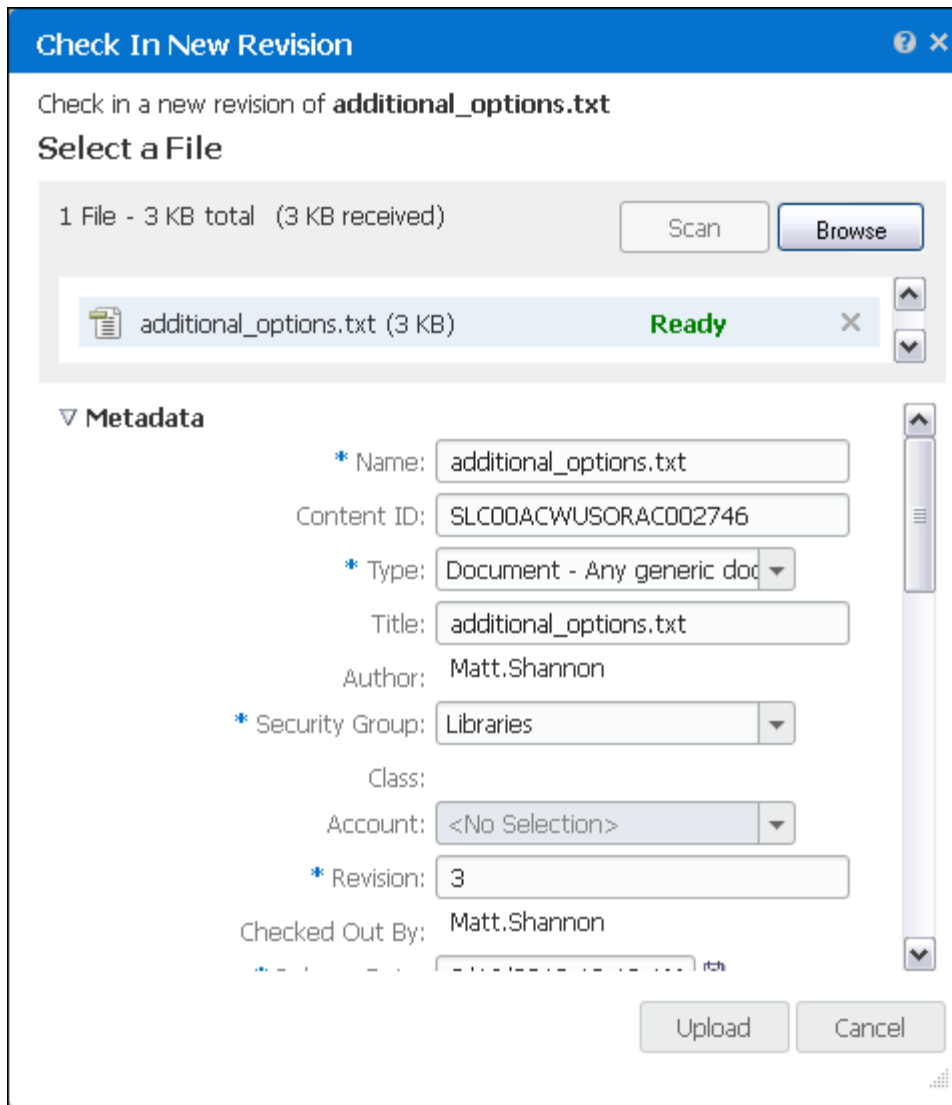 Check In New Revision
Check in a new revision of additional_options.txt
Select a File
1 File - 3 KB total (3 KB received)
Scan
Browse
additional_options.txt (3 KB) Ready
Metadata
* Name: additional_options.txt
Content ID: SLC00ACWUSORAC002746
* Type: Document - Any generic doc
Title: additional_options.txt
Author: Matt.Shannon
* Security Group: Libraries
Class:
Account: <No Selection>
* Revision: 3
Checked Out By: Matt.Shannon
Upload
Cancel